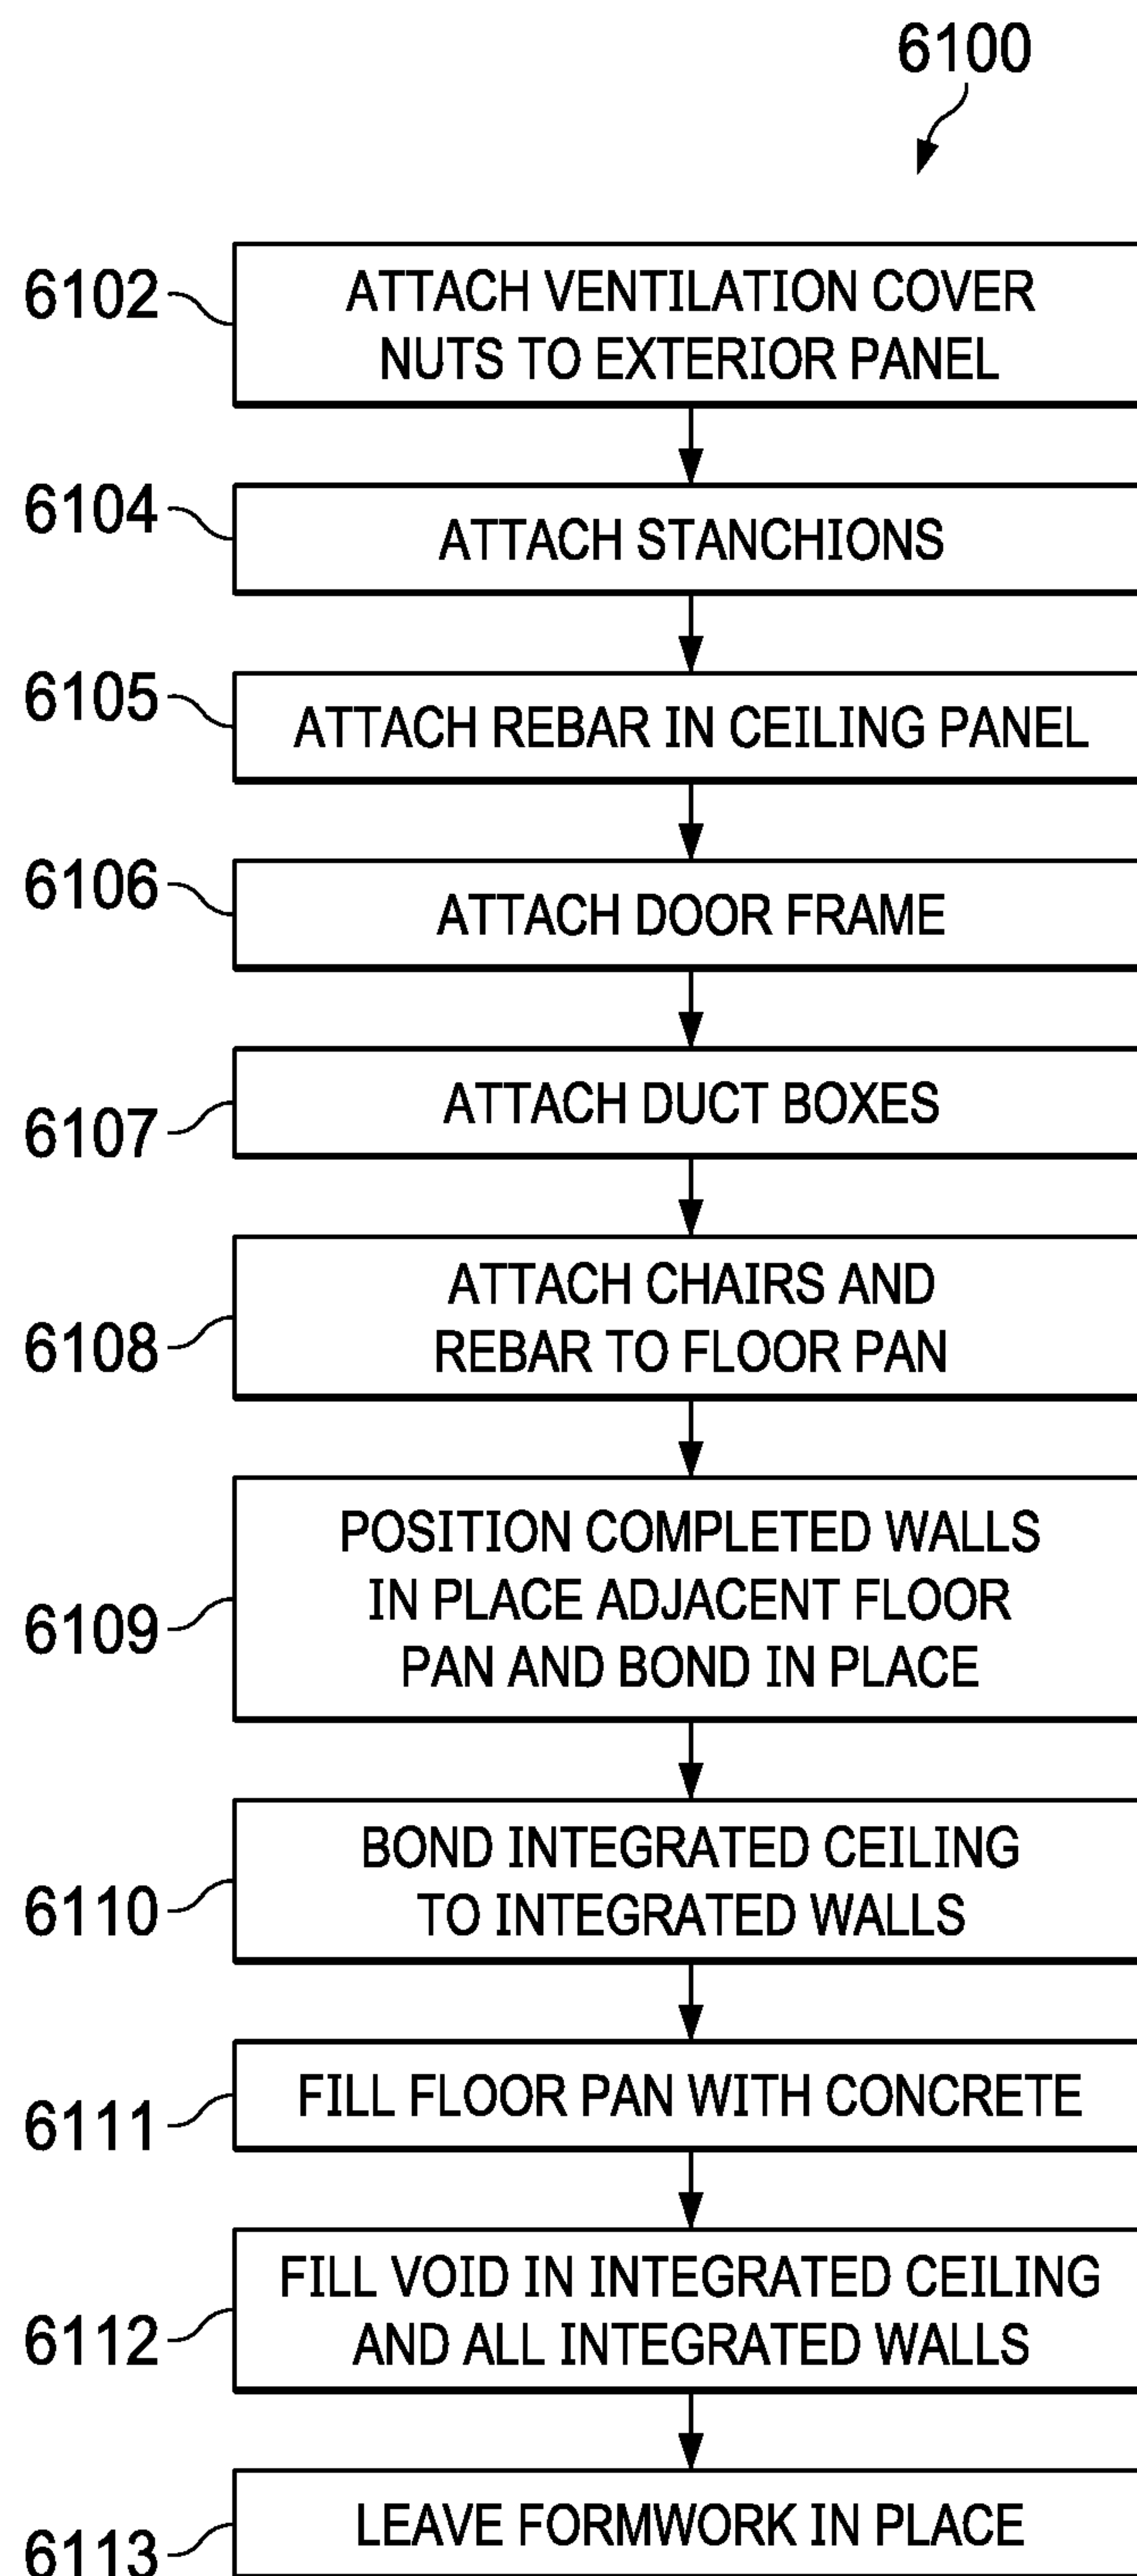 6100
6102
ATTACH VENTILATION COVER
NUTS TO EXTERIOR PANEL
6104
ATTACH STANCHIONS
6105
ATTACH REBAR IN CEILING PANEL
6106
ATTACH DOOR FRAME
6107
ATTACH DUCT BOXES
6108
ATTACH CHAIRS AND
REBAR TO FLOOR PAN
6109
POSITION COMPLETED WALLS
IN PLACE ADJACENT FLOOR
PAN AND BOND IN PLACE
6110
BOND INTEGRATED CEILING
TO INTEGRATED WALLS
6111
FILL FLOOR PAN WITH CONCRETE
6112
FILL VOID IN INTEGRATED CEILING
AND ALL INTEGRATED WALLS
6113
LEAVE FORMWORK IN PLACE